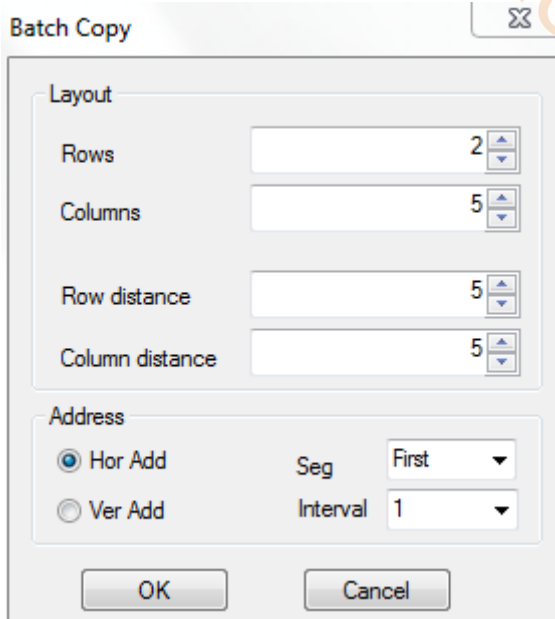 Batch Copy
Layout
Rows 2
Columns 5
Row distance 5
Column distance 5
Address
Hor Add Seg First
Ver Add Interval 1
OK Cancel